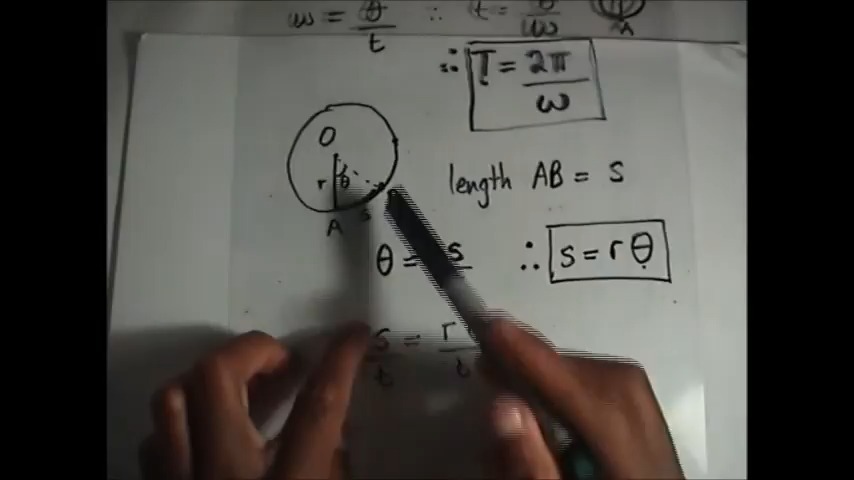 ω = θ/t ∴ t = θ/ω
∴ T = 2π/ω
O
r θ
A s
length AB = s
θ = s ∴ s = rθ
s/t = r/t